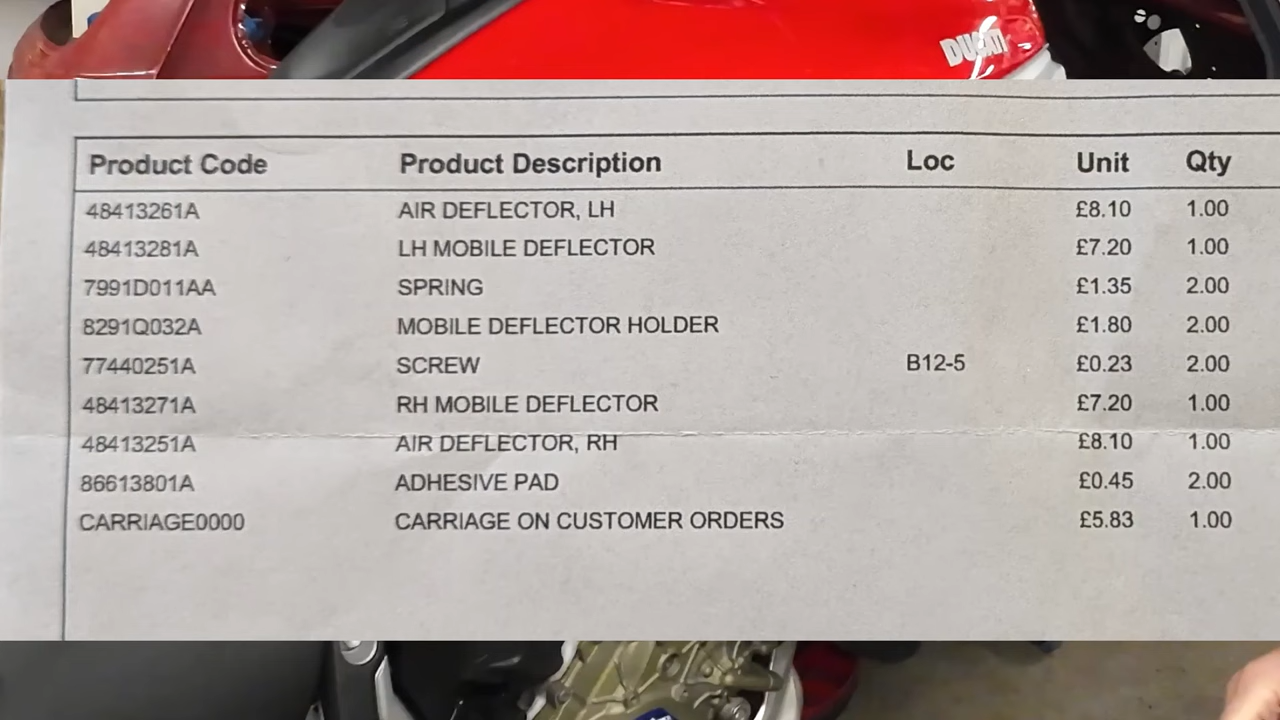 DUCATI
Product Code Product Description Loc Unit Qty
48413261A AIR DEFLECTOR, LH £8.10 1.00
48413281A LH MOBILE DEFLECTOR £7.20 1.00
7991D011AA SPRING £1.35 2.00
8291Q032A MOBILE DEFLECTOR HOLDER £1.80 2.00
77440251A SCREW B12-5 £0.23 2.00
48413271A RH MOBILE DEFLECTOR £7.20 1.00
48413251A AIR DEFLECTOR, RH £8.10 1.00
86613801A ADHESIVE PAD £0.45 2.00
CARRIAGE0000 CARRIAGE ON CUSTOMER ORDERS £5.83 1.00